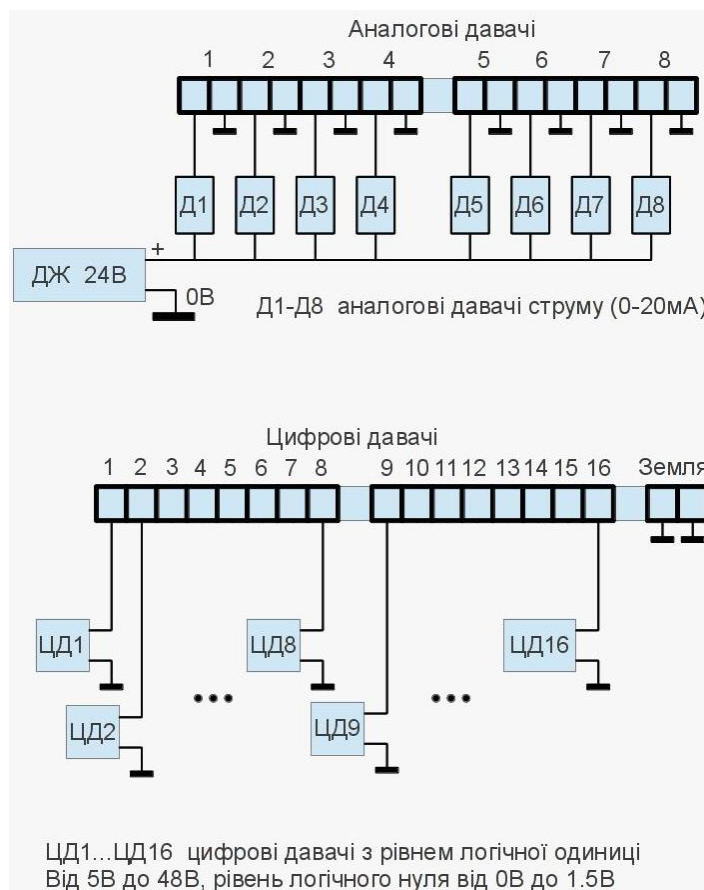 Аналогові давачі
1 2 3 4 5 6 7 8
Д1 Д2 Д3 Д4 Д5 Д6 Д7 Д8
+
ДЖ 24В
0В
Д1-Д8 аналогові давачі струму (0-20мА)
Цифрові давачі
1 2 3 4 5 6 7 8 9 10 11 12 13 14 15 16 Земля
ЦД1 ЦД8 ЦД16
ЦД2 ЦД9
ЦД1...ЦД16 цифрові давачі з рівнем логічної одиниці
Від 5В до 48В, рівень логічного нуля від 0В до 1.5В